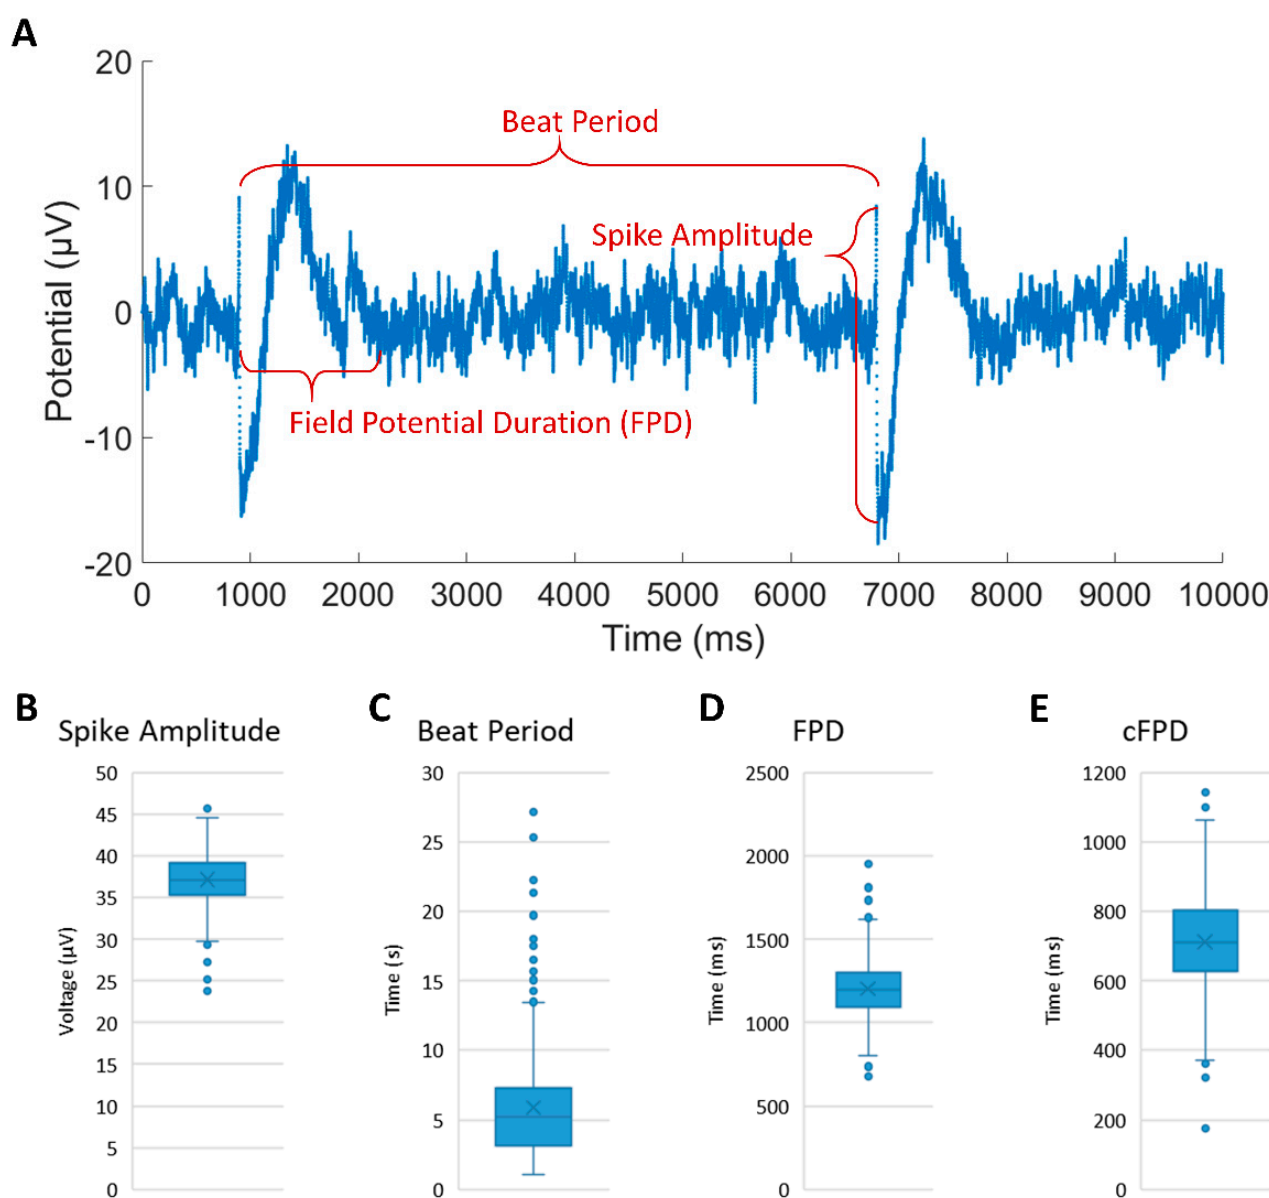 A
20
10
0
-10
-20
Potential (µV)
Beat Period
Spike Amplitude
Field Potential Duration (FPD)
0 1000 2000 3000 4000 5000 6000 7000 8000 9000 10000
Time (ms)
B
Spike Amplitude
50
45
40
35
30
25
20
15
10
5
0
Voltage (µV)
C
Beat Period
30
25
20
15
10
5
0
Time (s)
D
FPD
2500
2000
1500
1000
500
0
Time (ms)
E
cFPD
1200
1000
800
600
400
200
0
Time (ms)